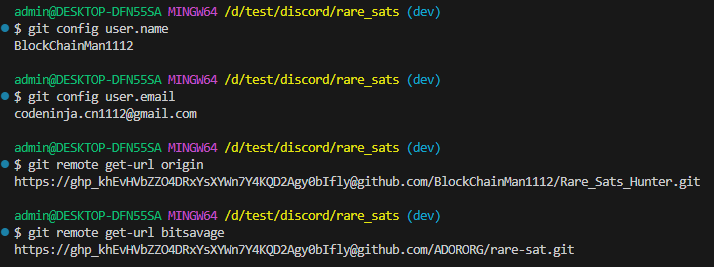 admin@DESKTOP-DFN55SA MINGW64 /d/test/discord/rare_sats (dev)
$ git config user.name
BlockChainMan1112
admin@DESKTOP-DFN55SA MINGW64 /d/test/discord/rare_sats (dev)
$ git config user.email
codeninja.cn1112@gmail.com
admin@DESKTOP-DFN55SA MINGW64 /d/test/discord/rare_sats (dev)
$ git remote get-url origin
https://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@github.com/BlockChainMan1112/Rare_Sats_Hunter.git
admin@DESKTOP-DFN55SA MINGW64 /d/test/discord/rare_sats (dev)
$ git remote get-url bitsavage
https://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@github.com/ADORORG/rare-sat.git